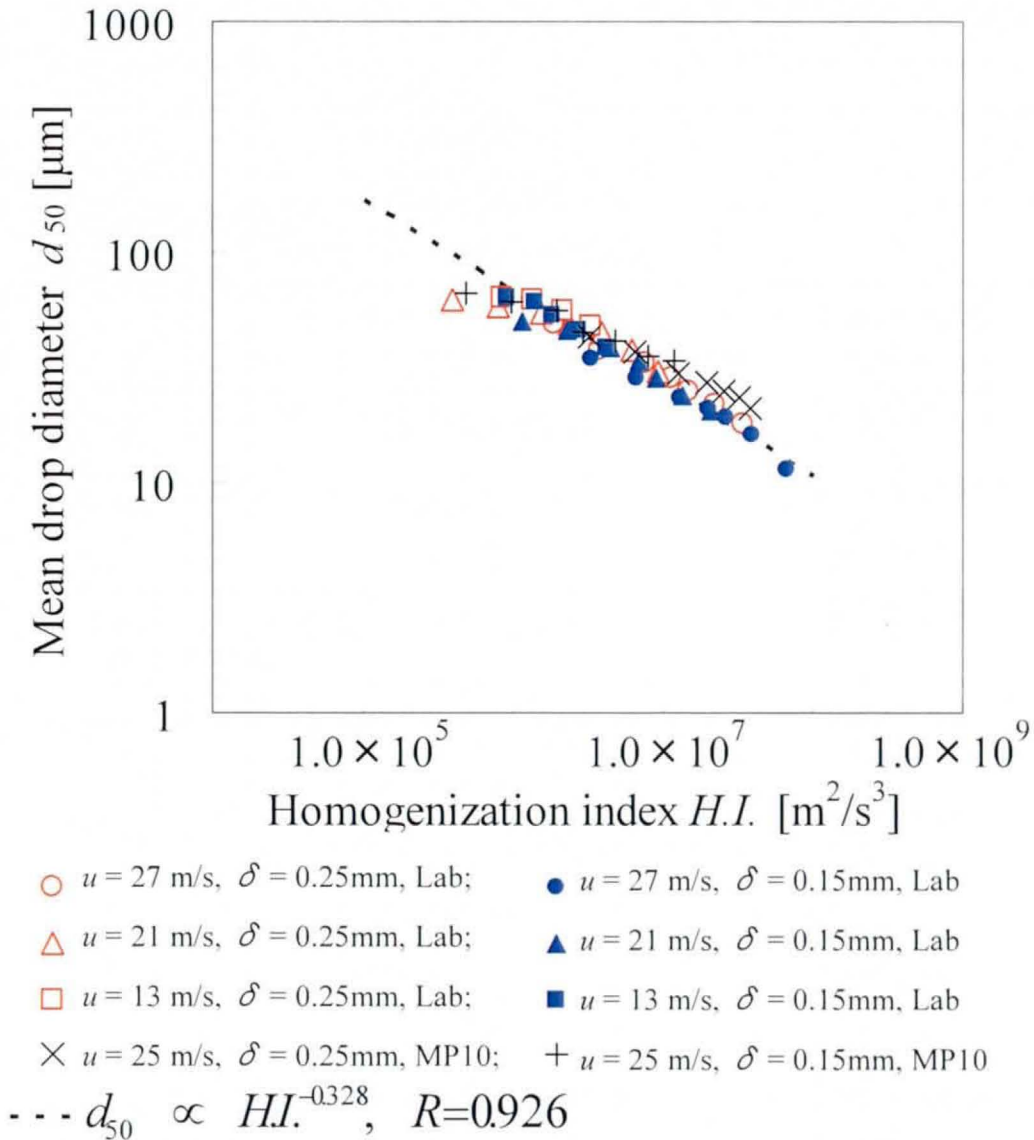 1000
100
10
1
Mean drop diameter d50 [μm]
1.0 × 10^5
1.0 × 10^7
1.0 × 10^9
Homogenization index H.I. [m²/s³]
u = 27 m/s, δ = 0.25mm, Lab; u = 27 m/s, δ = 0.15mm, Lab
u = 21 m/s, δ = 0.25mm, Lab; u = 21 m/s, δ = 0.15mm, Lab
u = 13 m/s, δ = 0.25mm, Lab; u = 13 m/s, δ = 0.15mm, Lab
u = 25 m/s, δ = 0.25mm, MP10; u = 25 m/s, δ = 0.15mm, MP10
d50 ∝ H.I.^-0.328, R=0.926